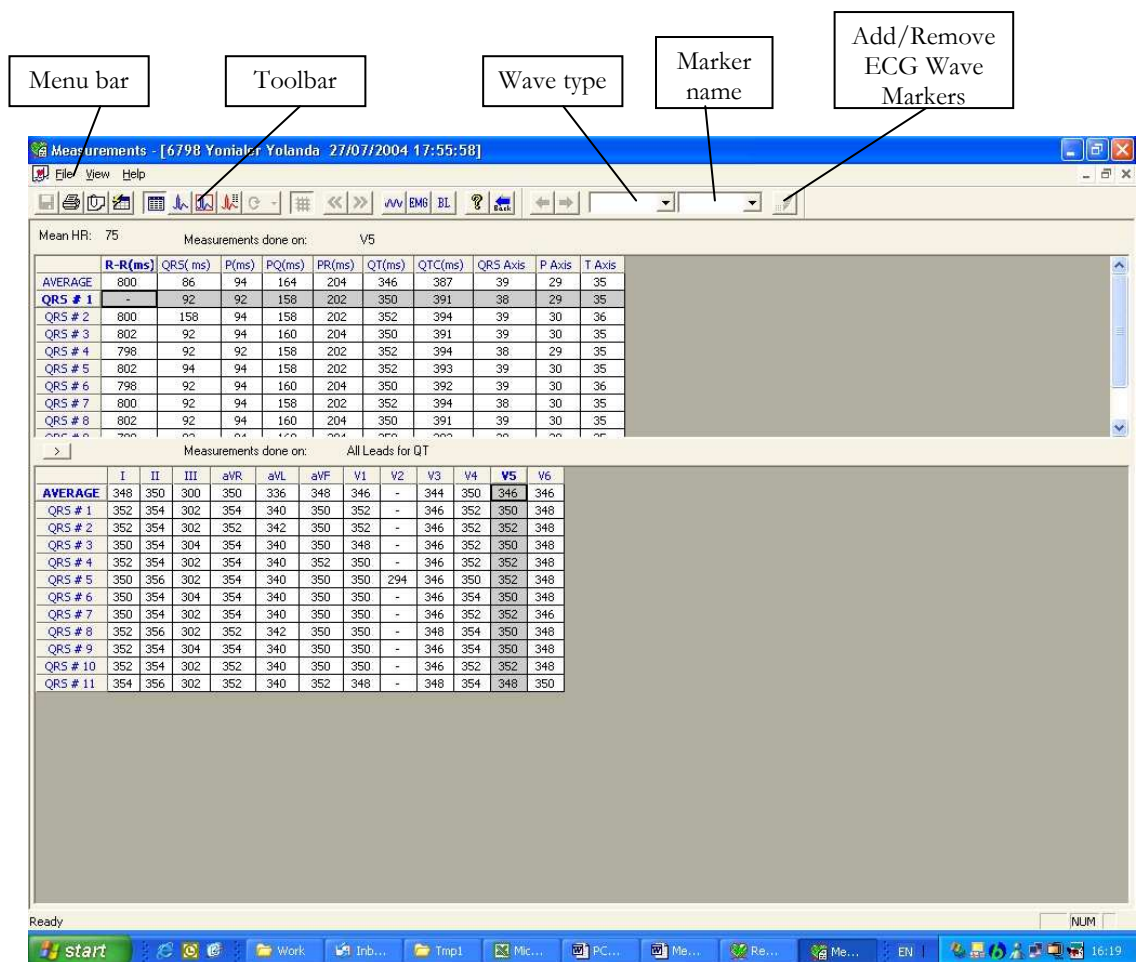 Menu bar
Toolbar
Wave type
Marker
name
Add/Remove
ECG Wave
Markers
Measurements - [6798 Yonialer Yolanda 27/07/2004 17:55:58]
File View Help
EMG BL ? Back
Mean HR: 75 Measurements done on: V5
R-R(ms) QRS( ms) P(ms) PQ(ms) PR(ms) QT(ms) QTC(ms) QRS Axis P Axis T Axis
AVERAGE 800 86 94 164 204 346 387 39 29 35
QRS # 1 - 92 92 158 202 350 391 38 29 35
QRS # 2 800 158 94 158 202 352 394 39 30 36
QRS # 3 802 92 94 160 204 350 391 39 30 35
QRS # 4 798 92 92 158 202 352 394 38 29 35
QRS # 5 802 94 94 158 202 352 393 39 30 35
QRS # 6 798 92 94 160 204 350 392 39 30 36
QRS # 7 800 92 94 158 202 352 394 38 30 35
QRS # 8 802 92 94 160 204 350 391 39 30 35
> Measurements done on: All Leads for QT
I II III aVR aVL aVF V1 V2 V3 V4 V5 V6
AVERAGE 348 350 300 350 336 348 346 - 344 350 346 346
QRS # 1 352 354 302 354 340 350 352 - 346 352 350 348
QRS # 2 352 354 302 352 342 350 352 - 346 352 352 348
QRS # 3 350 354 304 354 340 350 348 - 346 352 350 348
QRS # 4 352 354 302 354 340 352 350 - 346 352 352 348
QRS # 5 350 356 302 354 340 350 350 294 346 350 352 348
QRS # 6 350 354 304 354 340 350 350 - 346 354 350 348
QRS # 7 350 354 302 354 340 350 350 - 346 352 352 346
QRS # 8 352 356 302 352 342 350 350 - 348 354 350 348
QRS # 9 352 354 304 354 340 350 350 - 346 354 350 348
QRS # 10 352 354 302 352 340 350 350 - 346 352 352 348
QRS # 11 354 356 302 352 340 352 348 - 348 354 348 350
Ready NUM
start Work Inb... Tmp1 Mic... PC... Me... Re... Me... EN 16:19